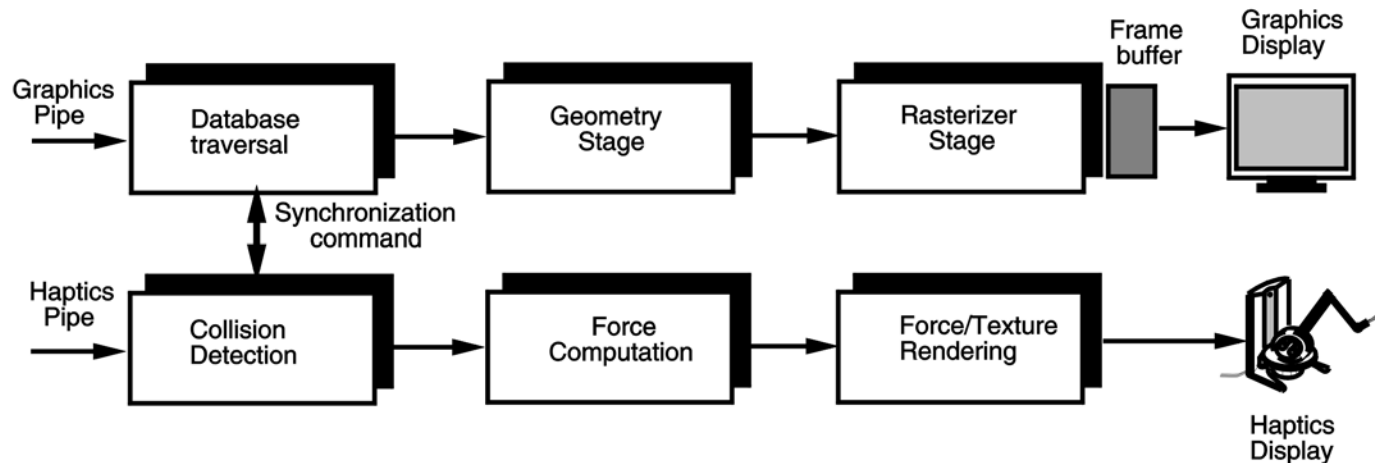 Graphics
Pipe
Database
traversal
Geometry
Stage
Rasterizer
Stage
Frame
buffer
Graphics
Display
Synchronization
command
Haptics
Pipe
Collision
Detection
Force
Computation
Force/Texture
Rendering
Haptics
Display